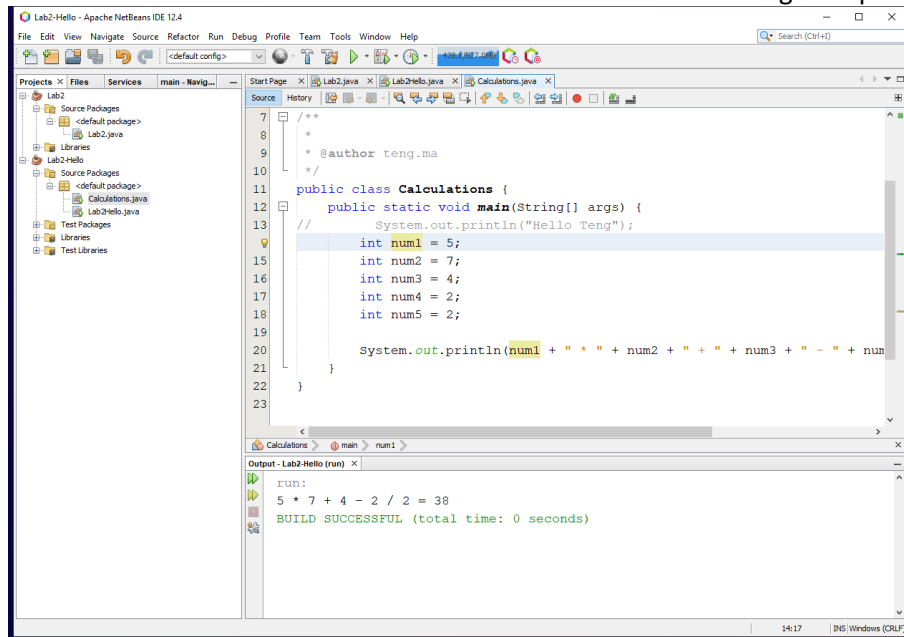 Lab2-Hello - Apache NetBeans IDE 12.4
File Edit View Navigate Source Refactor Run Debug Profile Team Tools Window Help
Search (Ctrl+I)
<default config>
Projects Files Services main - Navig...
Start Page Lab2.java Lab2Hello.java Calculations.java
Source History
Lab2
Source Packages
<default package>
Lab2.java
Libraries
Lab2-Hello
Source Packages
<default package>
Calculations.java
Lab2Hello.java
Test Packages
Libraries
Test Libraries
7 /**
8 *
9 * @author teng.ma
10 */
11 public class Calculations {
12 public static void main(String[] args) {
13 // System.out.println("Hello Teng");
int num1 = 5;
15 int num2 = 7;
16 int num3 = 4;
17 int num4 = 2;
18 int num5 = 2;
19
20 System.out.println(num1 + " * " + num2 + " + " + num3 + " - " + num
21 }
22 }
23
Calculations main num1
Output - Lab2-Hello (run)
run:
5 * 7 + 4 - 2 / 2 = 38
BUILD SUCCESSFUL (total time: 0 seconds)
14:17 INS Windows (CRLF)